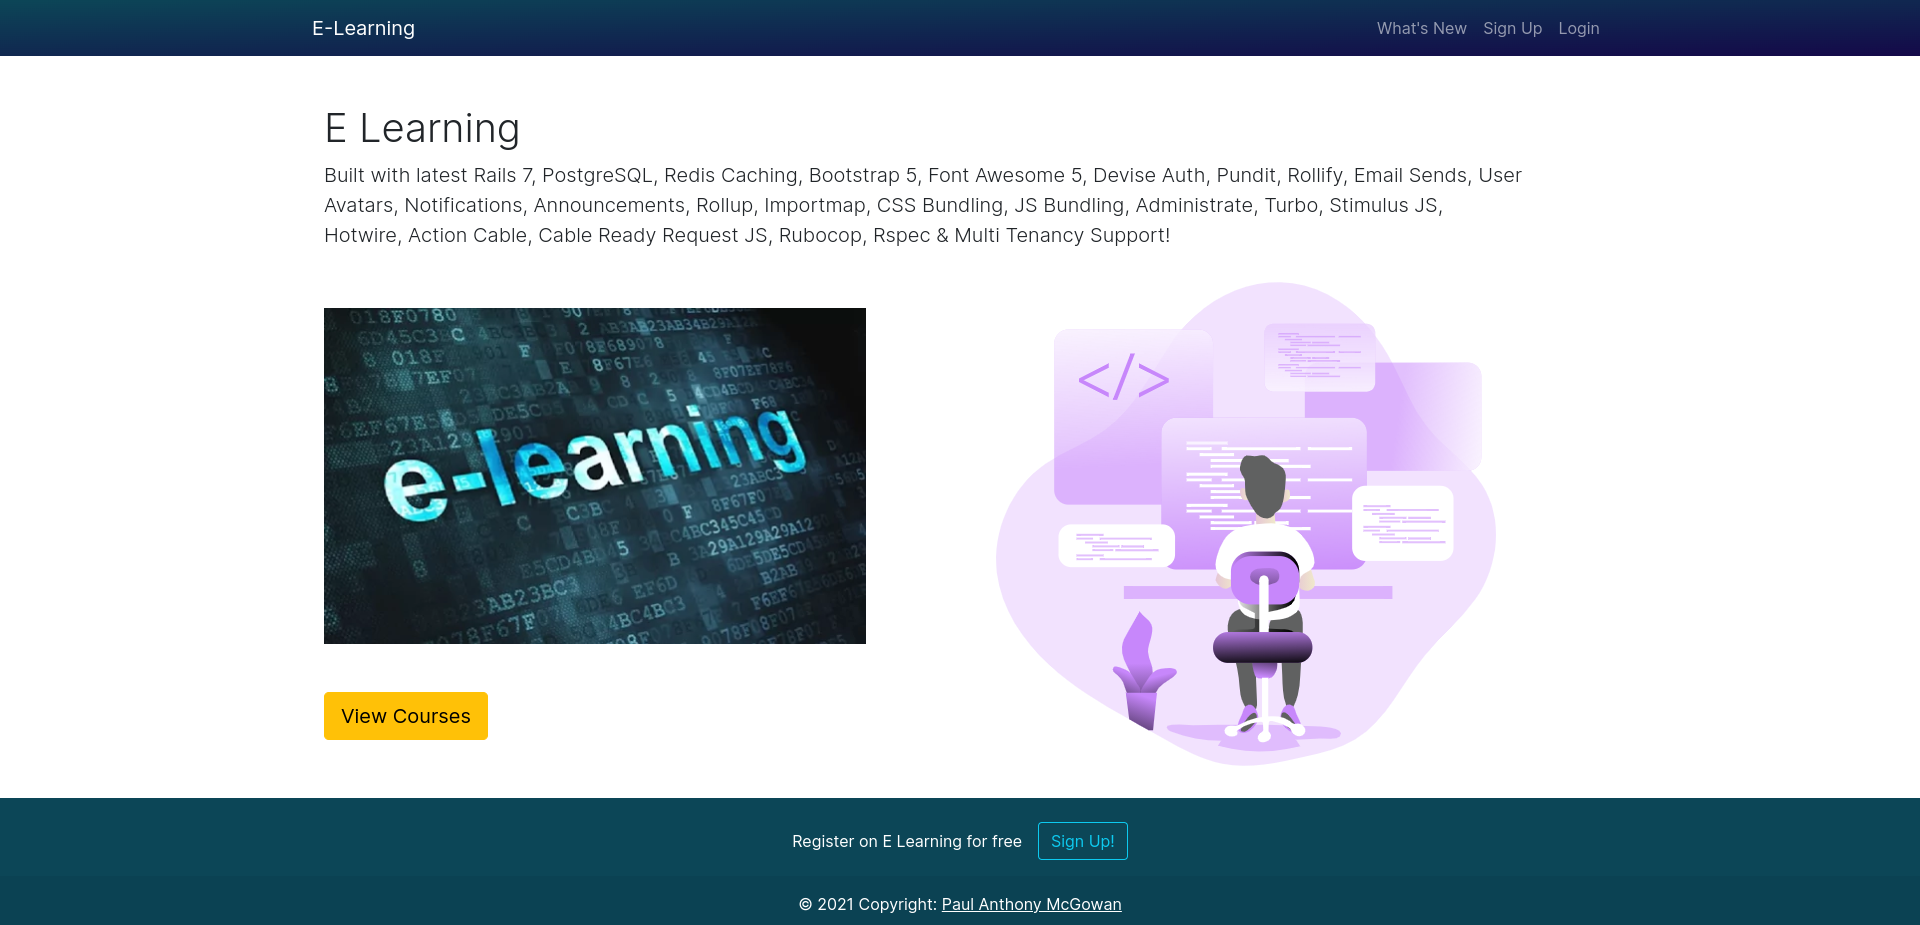 E-Learning
What's New Sign Up Login
E Learning
Built with latest Rails 7, PostgreSQL, Redis Caching, Bootstrap 5, Font Awesome 5, Devise Auth, Pundit, Rollify, Email Sends, User
Avatars, Notifications, Announcements, Rollup, Importmap, CSS Bundling, JS Bundling, Administrate, Turbo, Stimulus JS,
Hotwire, Action Cable, Cable Ready Request JS, Rubocop, Rspec & Multi Tenancy Support!
</>
e-learning
View Courses
Register on E Learning for free
Sign Up!
© 2021 Copyright: Paul Anthony McGowan